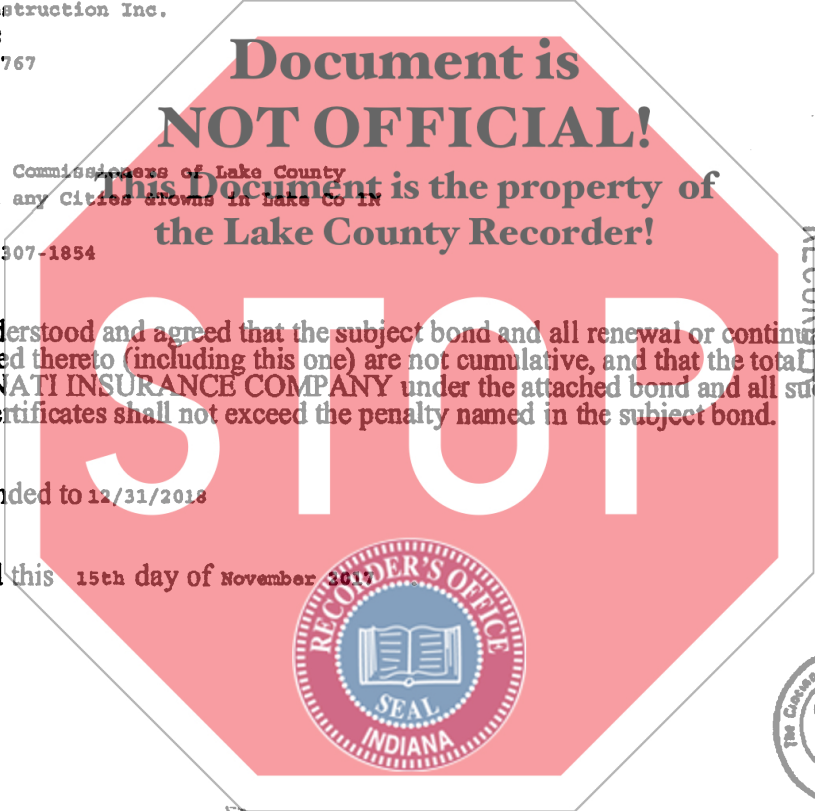 struction Inc.
767
Document is
NOT OFFICIAL!
Commissioners of Lake County
any Cities &Towns in Lake Co IN
This Document is the property of
the Lake County Recorder!
307-1854
derstood and agreed that the subject bond and all renewal or continu
ed thereto (including this one) are not cumulative, and that the total
NATI INSURANCE COMPANY under the attached bond and all su
rtificates shall not exceed the penalty named in the subject bond.
STOP
nded to 12/31/2018
this 15th day of November 2017
RECORDER'S OFFICE
SEAL
INDIANA
The